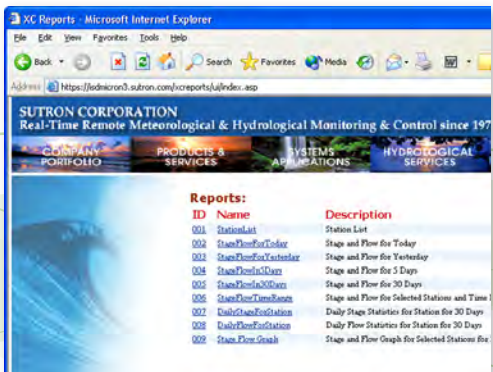 XC Reports - Microsoft Internet Explorer
File Edit View Favorites Tools Help
Back Search Favorites Media
Address https://isdmicron3.sutron.com/xcreports/ui/index.asp
SUTRON CORPORATION
Real-Time Remote Meteorological & Hydrological Monitoring & Control since 197
COMPANY PORTFOLIO PRODUCTS & SERVICES SYSTEMS APPLICATIONS HYDROLOGICAL SERVICES
Reports:
ID Name Description
001 StationList Station List
002 StageFlowForToday Stage and Flow for Today
003 StageFlowForYesterday Stage and Flow for Yesterday
004 StageFlowIn5Days Stage and Flow for 5 Days
005 StageFlowIn30Days Stage and Flow for 30 Days
006 StageFlowTimeRange Stage and Flow for Selected Stations and Time
007 DailyStageForStation Daily Stage Statistics for Station for 30 Days
008 DailyFlowForStation Daily Flow Statistics for Station for 30 Days
009 Stage Flow Graph Stage and Flow Graph for Selected Stations for